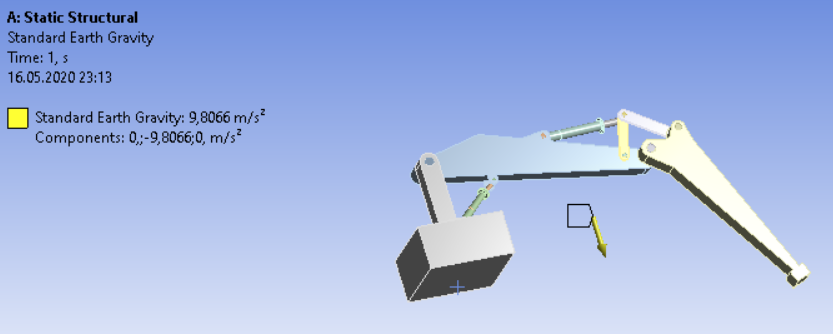 A: Static Structural
Standard Earth Gravity
Time: 1, s
16.05.2020 23:13
Standard Earth Gravity: 9,8066 m/s²
Components: 0,;-9,8066;0, m/s²